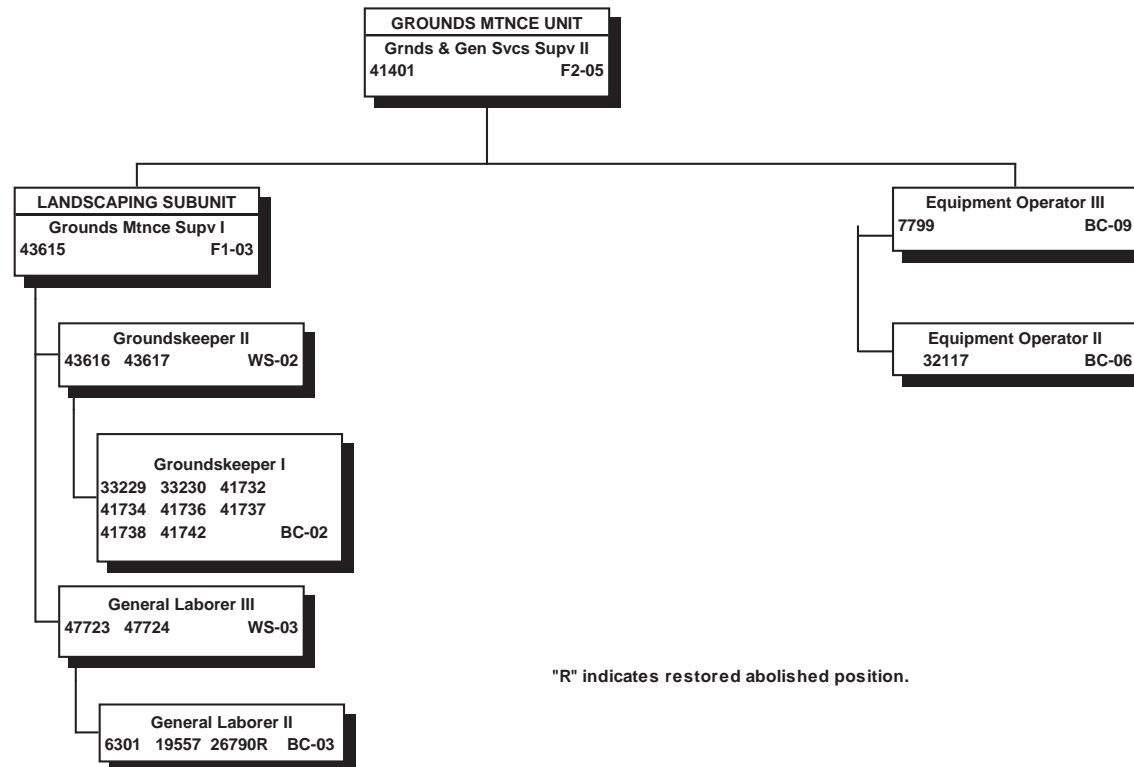 GROUNDS MTNCE UNIT
Grnds & Gen Svcs Supv II
41401 F2-05
LANDSCAPING SUBUNIT
Grounds Mtnce Supv I
43615 F1-03
Groundskeeper II
43616 43617 WS-02
Groundskeeper I
33229 33230 41732
41734 41736 41737
41738 41742 BC-02
General Laborer III
47723 47724 WS-03
General Laborer II
6301 19557 26790R BC-03
Equipment Operator III
7799 BC-09
Equipment Operator II
32117 BC-06
"R" indicates restored abolished position.